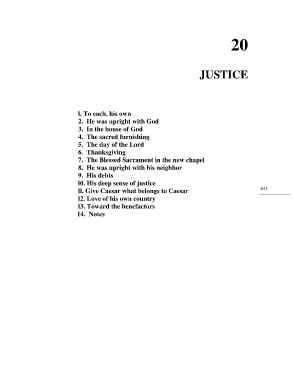 20
JUSTICE
1. To each, his own
2. He was upright with God
3. In the house of God
4. The sacred furnishing
5. The day of the Lord
6. Thanksgiving
7. The Blessed Sacrament in the new chapel
8. He was upright with his neighbor
9. His debts
10. His deep sense of justice
11. Give Caesar what belongs to Caesar
631
12. Love of his own country
13. Toward the benefactors
14. Notes